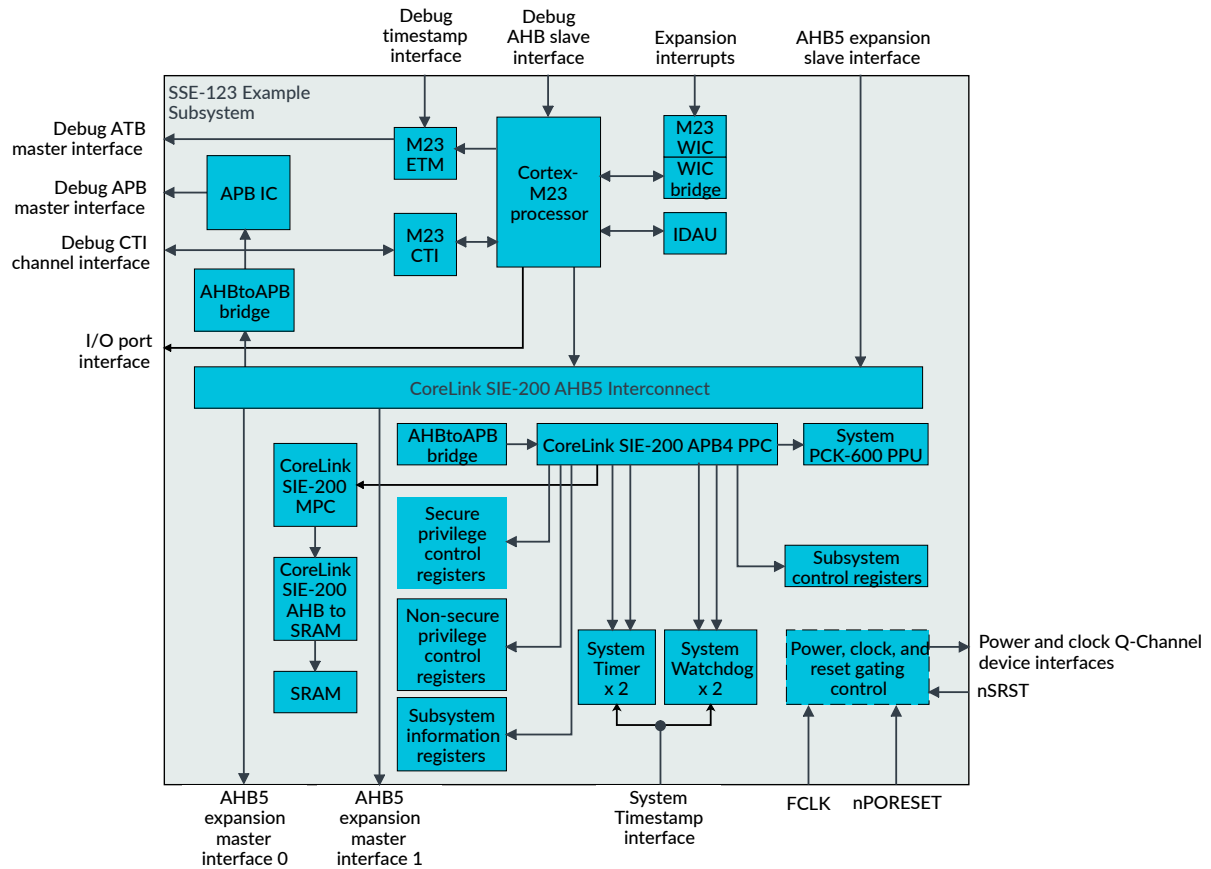 Debug
timestamp
interface
Debug
AHB slave
interface
Expansion
interrupts
AHB5 expansion
slave interface
SSE-123 Example
Subsystem
Debug ATB
master interface
Debug APB
master interface
Debug CTI
channel interface
I/O port
interface
M23
ETM
Cortex-
M23
processor
M23
WIC
WIC
bridge
APB IC
M23
CTI
IDAU
AHBtoAPB
bridge
CoreLink SIE-200 AHB5 Interconnect
AHBtoAPB
bridge
CoreLink SIE-200 APB4 PPC
System
PCK-600 PPU
CoreLink
SIE-200
MPC
Secure
privilege
control
registers
CoreLink
SIE-200
AHB to
SRAM
Subsystem
control registers
Non-secure
privilege
control
registers
System
Timer
x 2
System
Watchdog
x 2
Power, clock, and
reset gating
control
Power and clock Q-Channel
device interfaces
nSRST
SRAM
Subsystem
information
registers
AHB5
expansion
master
interface 0
AHB5
expansion
master
interface 1
System
Timestamp
interface
FCLK
nPORESET